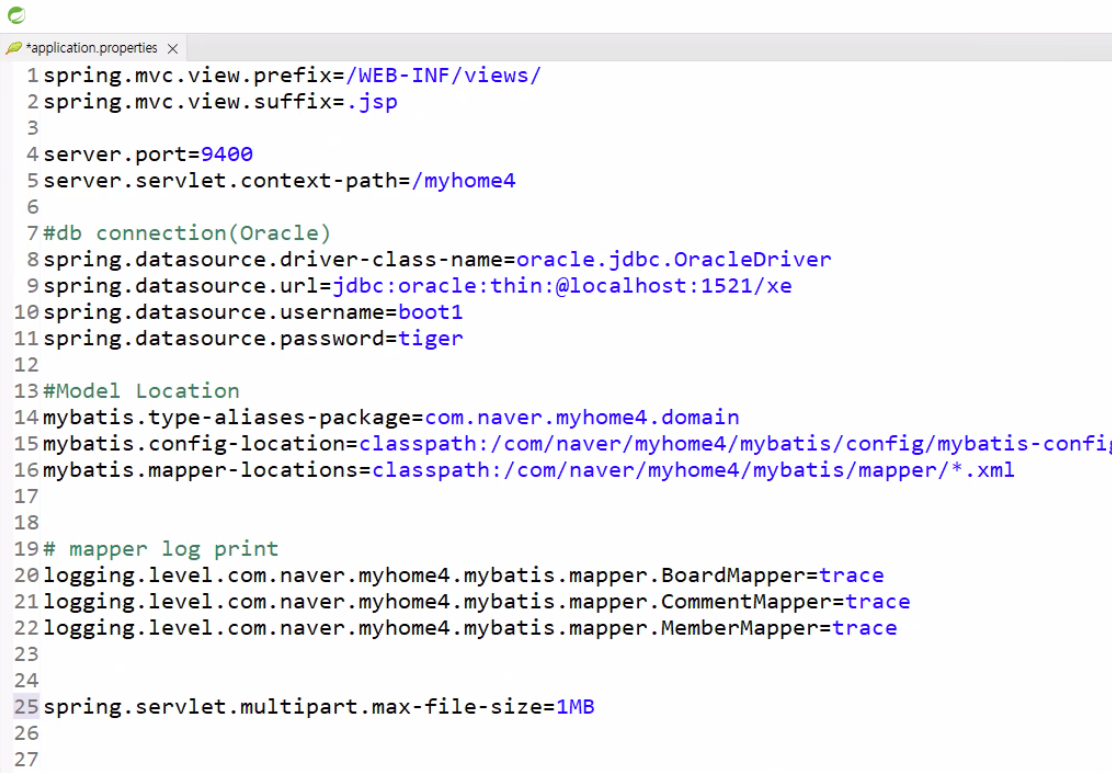 *application.properties
1 spring.mvc.view.prefix=/WEB-INF/views/
2 spring.mvc.view.suffix=.jsp
3
4 server.port=9400
5 server.servlet.context-path=/myhome4
6
7 #db connection(Oracle)
8 spring.datasource.driver-class-name=oracle.jdbc.OracleDriver
9 spring.datasource.url=jdbc:oracle:thin:@localhost:1521/xe
10 spring.datasource.username=boot1
11 spring.datasource.password=tiger
12
13 #Model Location
14 mybatis.type-aliases-package=com.naver.myhome4.domain
15 mybatis.config-location=classpath:/com/naver/myhome4/mybatis/config/mybatis-config
16 mybatis.mapper-locations=classpath:/com/naver/myhome4/mybatis/mapper/*.xml
17
18
19 # mapper log print
20 logging.level.com.naver.myhome4.mybatis.mapper.BoardMapper=trace
21 logging.level.com.naver.myhome4.mybatis.mapper.CommentMapper=trace
22 logging.level.com.naver.myhome4.mybatis.mapper.MemberMapper=trace
23
24
25 spring.servlet.multipart.max-file-size=1MB
26
27